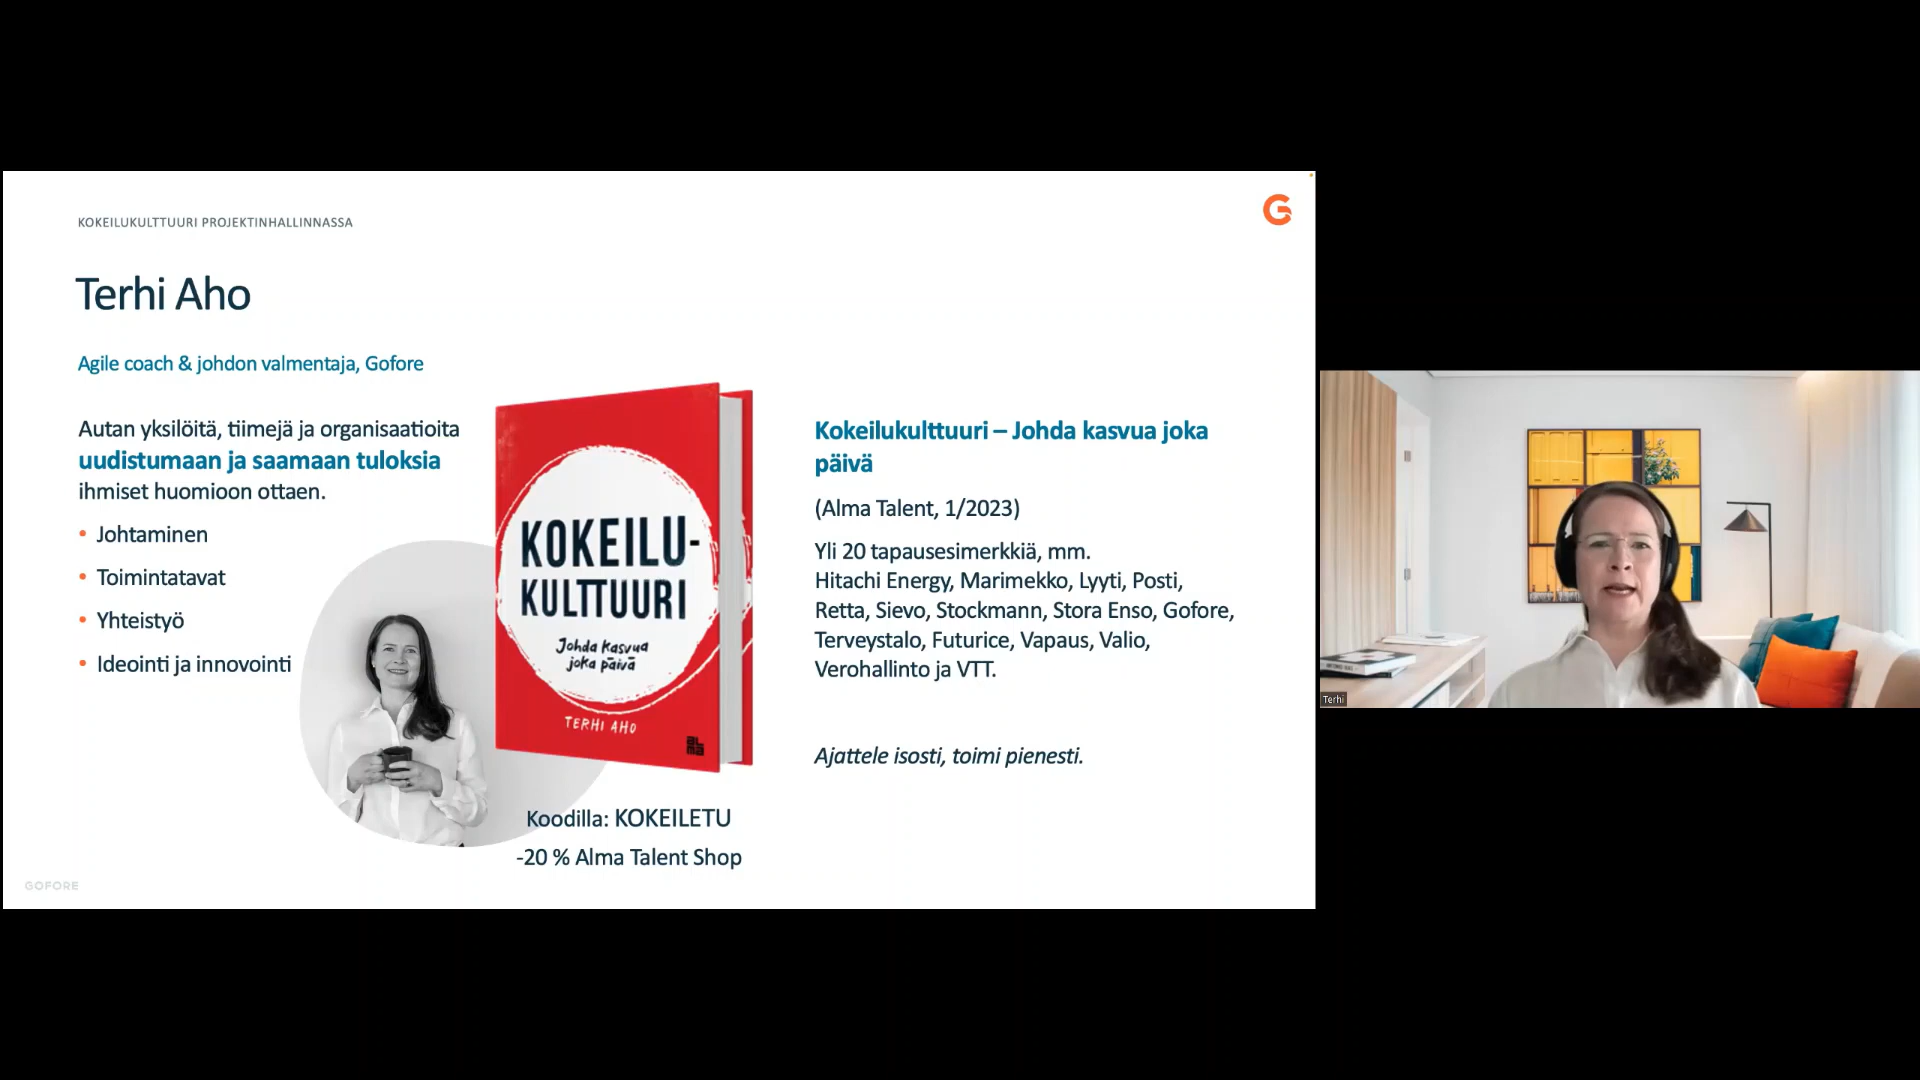 KOKEILUKULTTUURI PROJEKTINHALLINNASSA
Terhi Aho
Agile coach & johdon valmentaja, Gofore
Autan yksilöitä, tiimejä ja organisaatioita
uudistumaan ja saamaan tuloksia
ihmiset huomioon ottaen.
• Johtaminen
• Toimintatavat
• Yhteistyö
• Ideointi ja innovointi
KOKEILU-
KULTTUURI
Johda kasvua
joka päivä
TERHI AHO
ALMA
Koodilla: KOKEILETU
-20 % Alma Talent Shop
Kokeilukulttuuri – Johda kasvua joka
päivä
(Alma Talent, 1/2023)
Yli 20 tapausesimerkkiä, mm.
Hitachi Energy, Marimekko, Lyyti, Posti,
Retta, Sievo, Stockmann, Stora Enso, Gofore,
Terveystalo, Futurice, Vapaus, Valio,
Verohallinto ja VTT.
Ajattele isosti, toimi pienesti.
GOFORE
Terhi